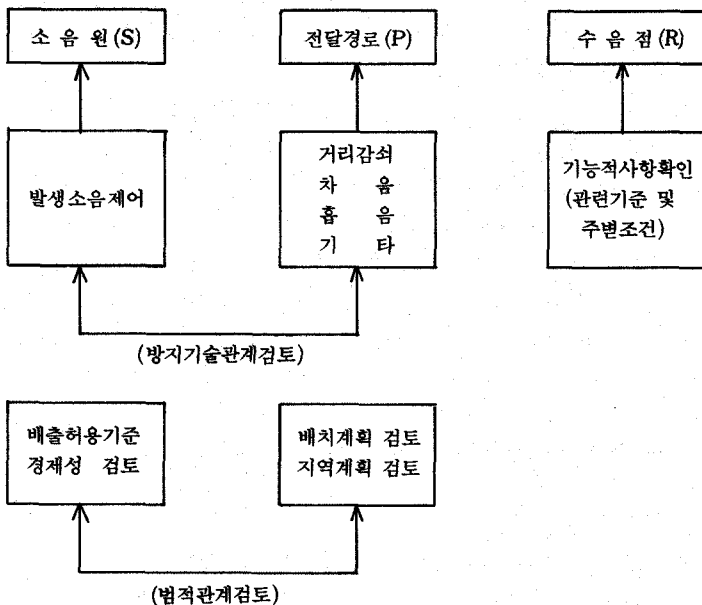 소 음 원 (S)
전달경로 (P)
수 음 점 (R)
발생소음제어
거리감쇠
차 음
흡 음
기 타
기능적사항확인
(관련기준 및
주변조건)
(방지기술관계검토)
배출허용기준
경재성 검토
배치계획 검토
지역계획 검토
(법적관계검토)